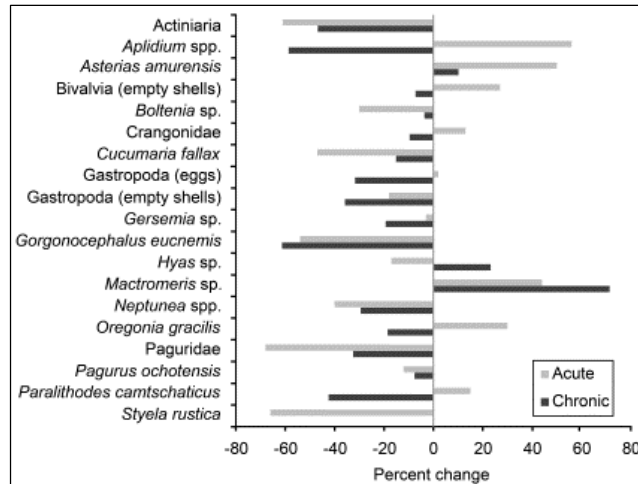 Actiniaria
Aplidium spp.
Asterias amurensis
Bivalvia (empty shells)
Boltenia sp.
Crangonidae
Cucumaria fallax
Gastropoda (eggs)
Gastropoda (empty shells)
Gersemia sp.
Gorgonocephalus eucnemis
Hyas sp.
Mactromeris sp.
Neptunea spp.
Oregonia gracilis
Paguridae
Pagurus ochotensis
Paralithodes camtschaticus
Styela rustica
Acute
Chronic
-80 -60 -40 -20 0 20 40 60 80
Percent change